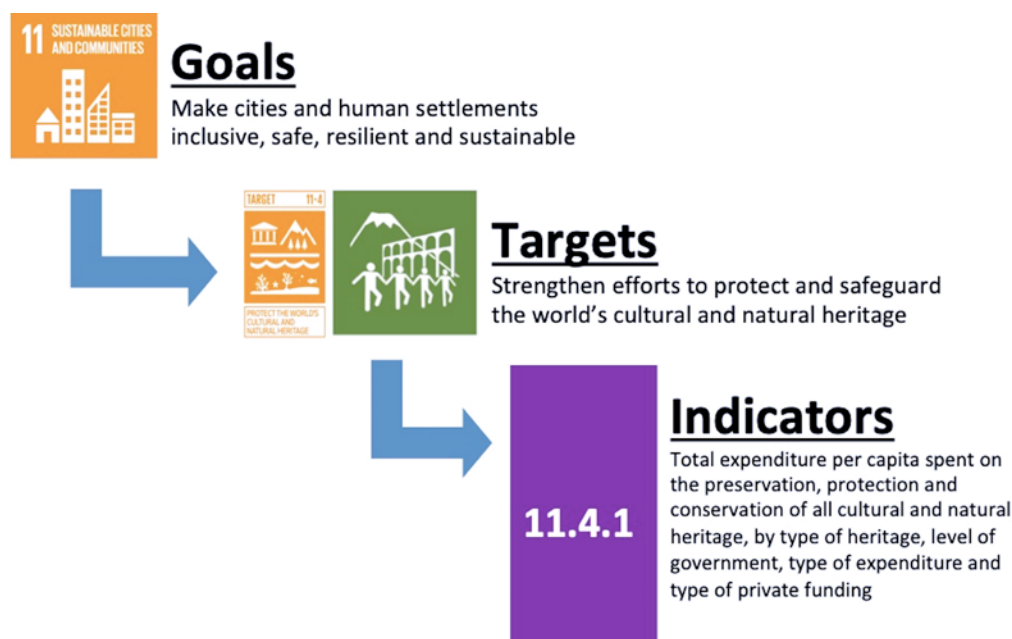 11 SUSTAINABLE CITIES
AND COMMUNITIES
Goals
Make cities and human settlements
inclusive, safe, resilient and sustainable
TARGET 11·4
PROTECT THE WORLD'S
CULTURAL AND
NATURAL HERITAGE
Targets
Strengthen efforts to protect and safeguard
the world’s cultural and natural heritage
11.4.1
Indicators
Total expenditure per capita spent on
the preservation, protection and
conservation of all cultural and natural
heritage, by type of heritage, level of
government, type of expenditure and
type of private funding